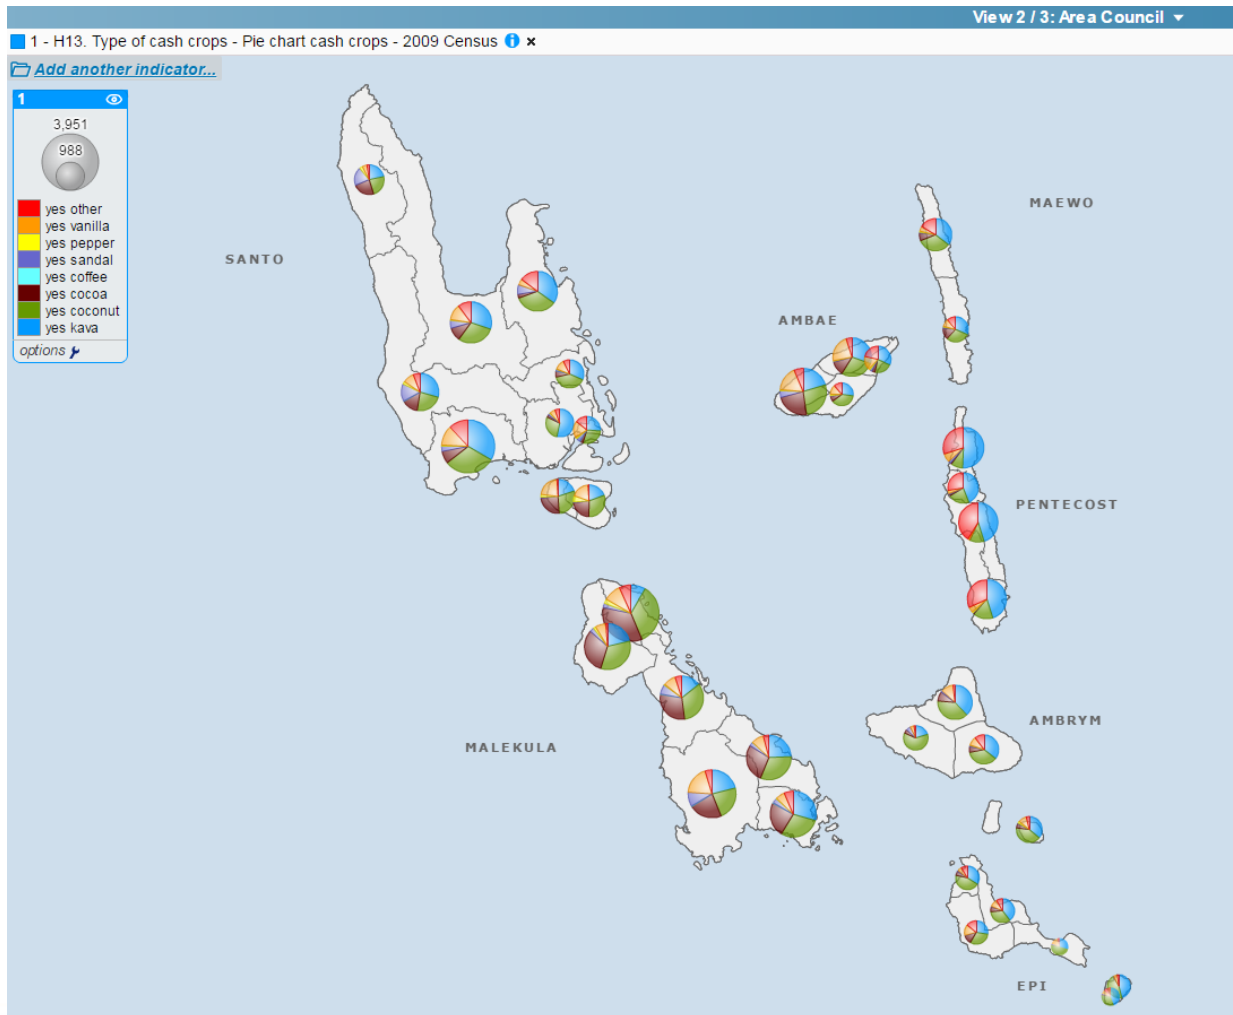 View 2 / 3: Area Council
1 - H13. Type of cash crops - Pie chart cash crops - 2009 Census i ×
Add another indicator...
1
3,951
988
yes other
yes vanilla
yes pepper
yes sandal
yes coffee
yes cocoa
yes coconut
yes kava
options
MAEWO
SANTO
AMBAE
PENTECOST
AMBRYM
MALEKULA
EPI